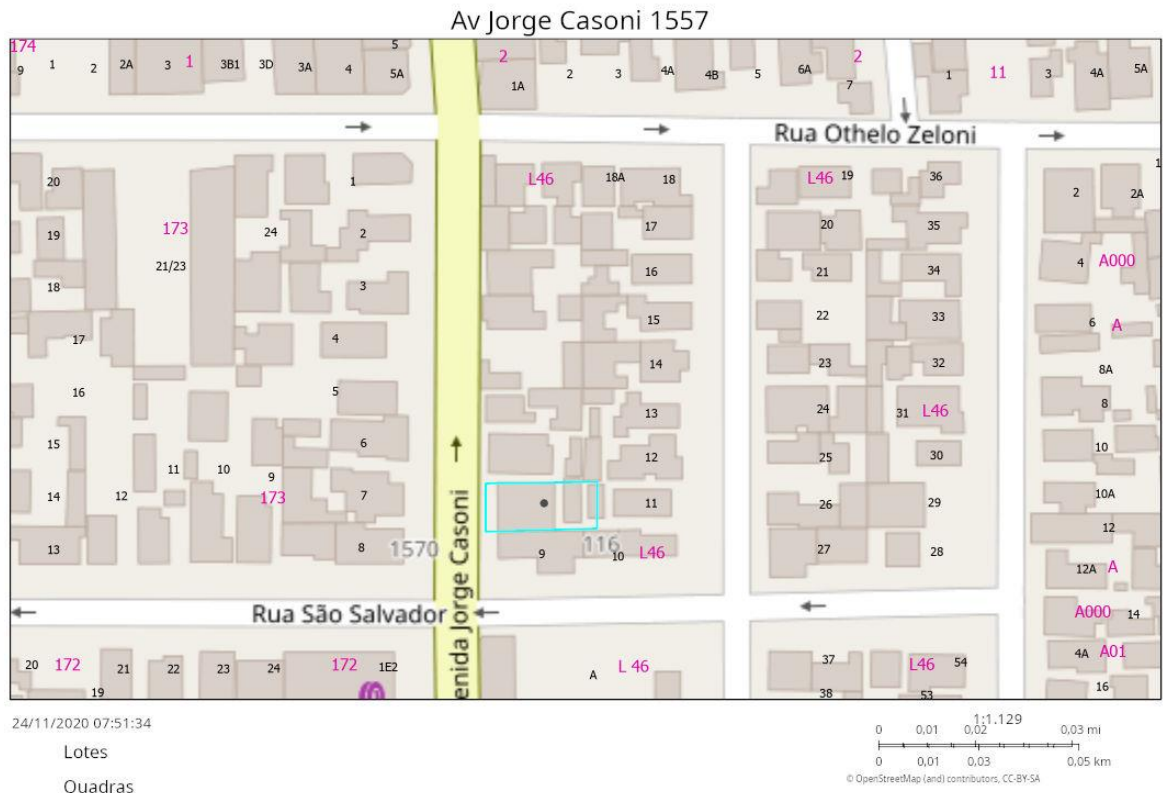 Av Jorge Casoni 1557
174 1 2 2
9 1 2 2A 3 3B1 3D 3A 4 5 5A 1A 2 3 4A 4B 5 6A 7 1 11 3 4A 5A
Rua Othelo Zeloni
20 1 L46 18A 18 L46 19 36 2 2A 1
19 173 24 2 17 20 35
21/23 16 21 34 4 A000
18 3 15 22 33 6 A
17 4 14 23 32 8A
16 5 13 24 31 L46 8
15 6 12 25 30 10
14 12 11 10 9 173 7 11 26 29 10A
13 8 1570 9 116 10 L46 27 28 12
12A A
Avenida Jorge Casoni
Rua São Salvador
A000 14
20 172 21 22 23 24 172 1E2 A L 46 37 L46 54 4A A01
19 38 53 16
24/11/2020 07:51:34
Lotes
Quadras
1:1.129
0 0,01 0,02 0,03 mi
0 0,01 0,03 0,05 km
© OpenStreetMap (and) contributors, CC-BY-SA